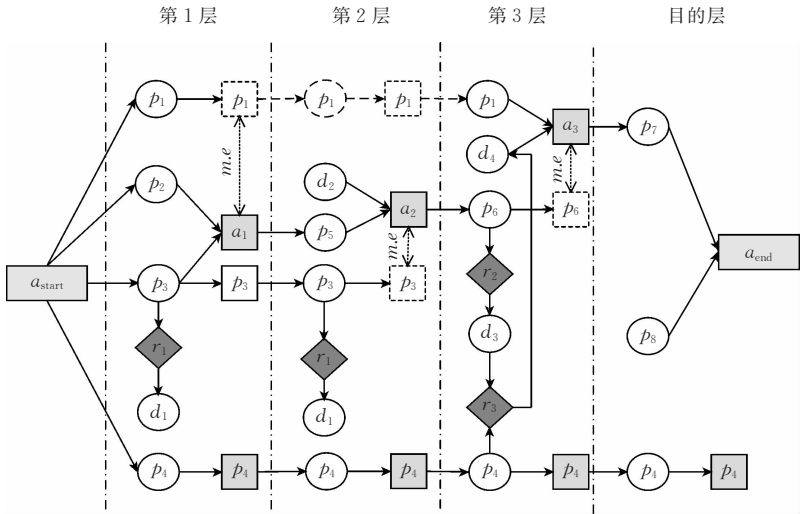 第1层 第2层 第3层 目的层
p₁ p₁ p₁ p₁ p₁ a₃ p₇
m.e d₄ m.e
p₂ d₂
a₁ p₅ a₂ p₆ p₆
m.e
a_start p₃ p₃ p₃ p₃ r₂ a_end
d₃ p₈
r₁ r₁
d₁ d₁ r₃
p₄ p₄ p₄ p₄ p₄ p₄ p₄ p₄